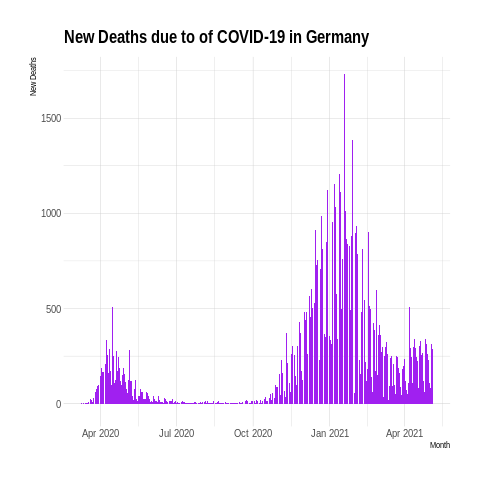 New Deaths due to of COVID-19 in Germany
New Deaths
1500
1000
500
0
Apr 2020 Jul 2020 Oct 2020 Jan 2021 Apr 2021
Month